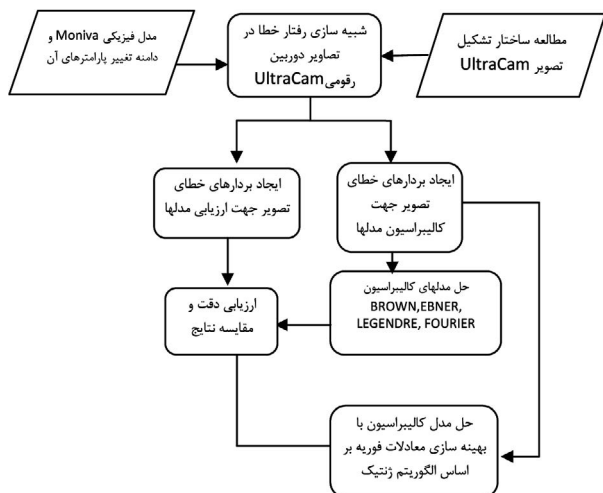 مطالعه ساختار تشکیل
تصویر UltraCam
شبیه سازی رفتار خطا در
تصاویر دوربین
رقومی UltraCam
مدل فیزیکی Moniva و
دامنه تغییر پارامترهای آن
ایجاد بردارهای خطای
تصویر جهت
کالیبراسیون مدلها
ایجاد بردارهای خطای
تصویر جهت ارزیابی مدلها
حل مدلهای کالیبراسیون
BROWN,EBNER,
LEGENDRE, FOURIER
ارزیابی دقت و
مقایسه نتایج
حل مدل کالیبراسیون با
بهینه سازی معادلات فوریه بر
اساس الگوریتم ژنتیک